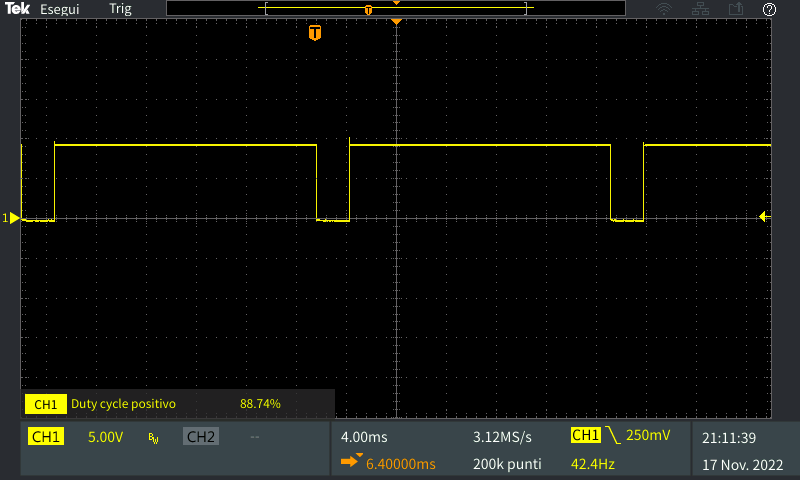 Tek Esegui Trig
T
T
1
CH1 Duty cycle positivo 88.74%
CH1 5.00V BW CH2 -- 4.00ms 3.12MS/s CH1 250mV 21:11:39
6.40000ms 200k punti 42.4Hz 17 Nov. 2022